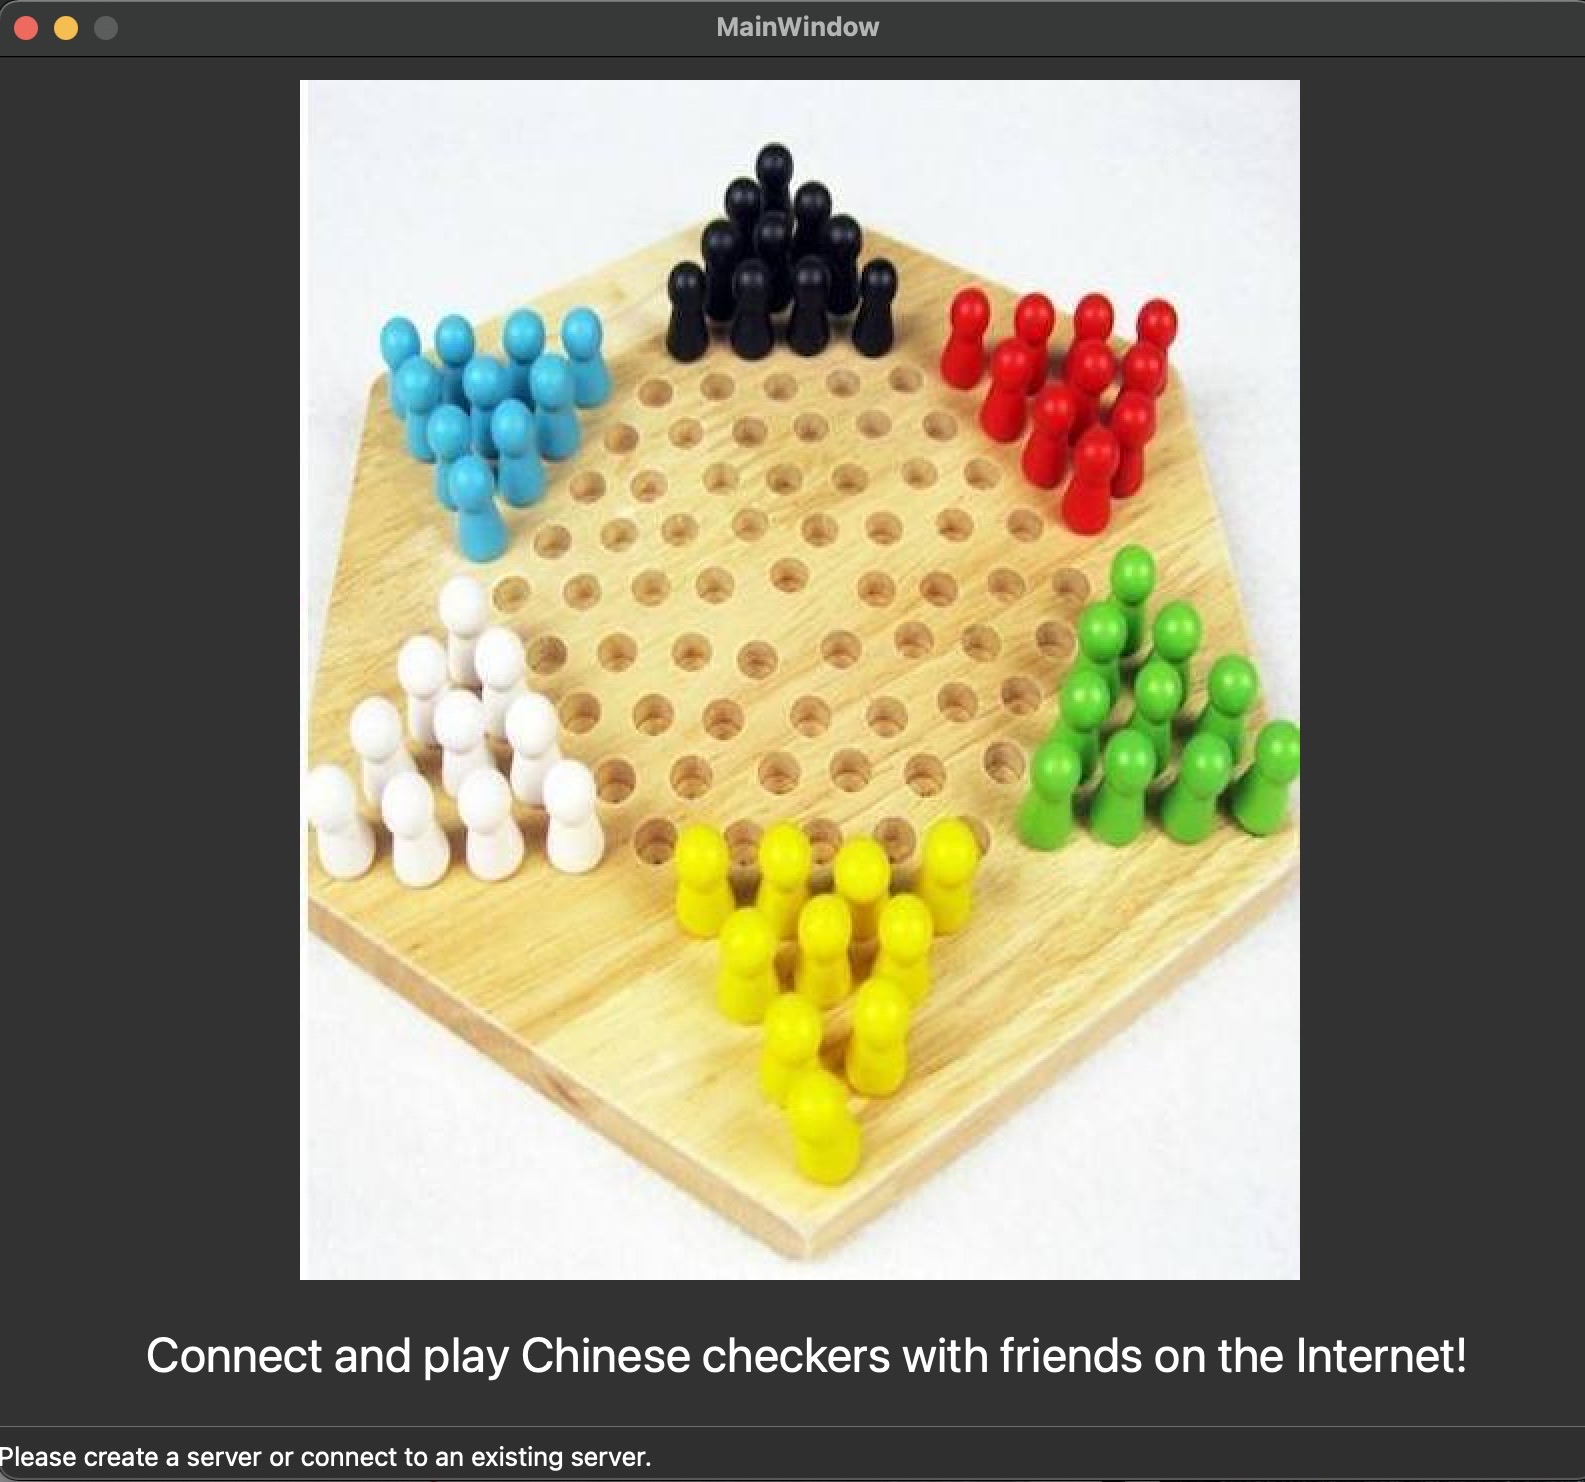 MainWindow
Connect and play Chinese checkers with friends on the Internet!
Please create a server or connect to an existing server.